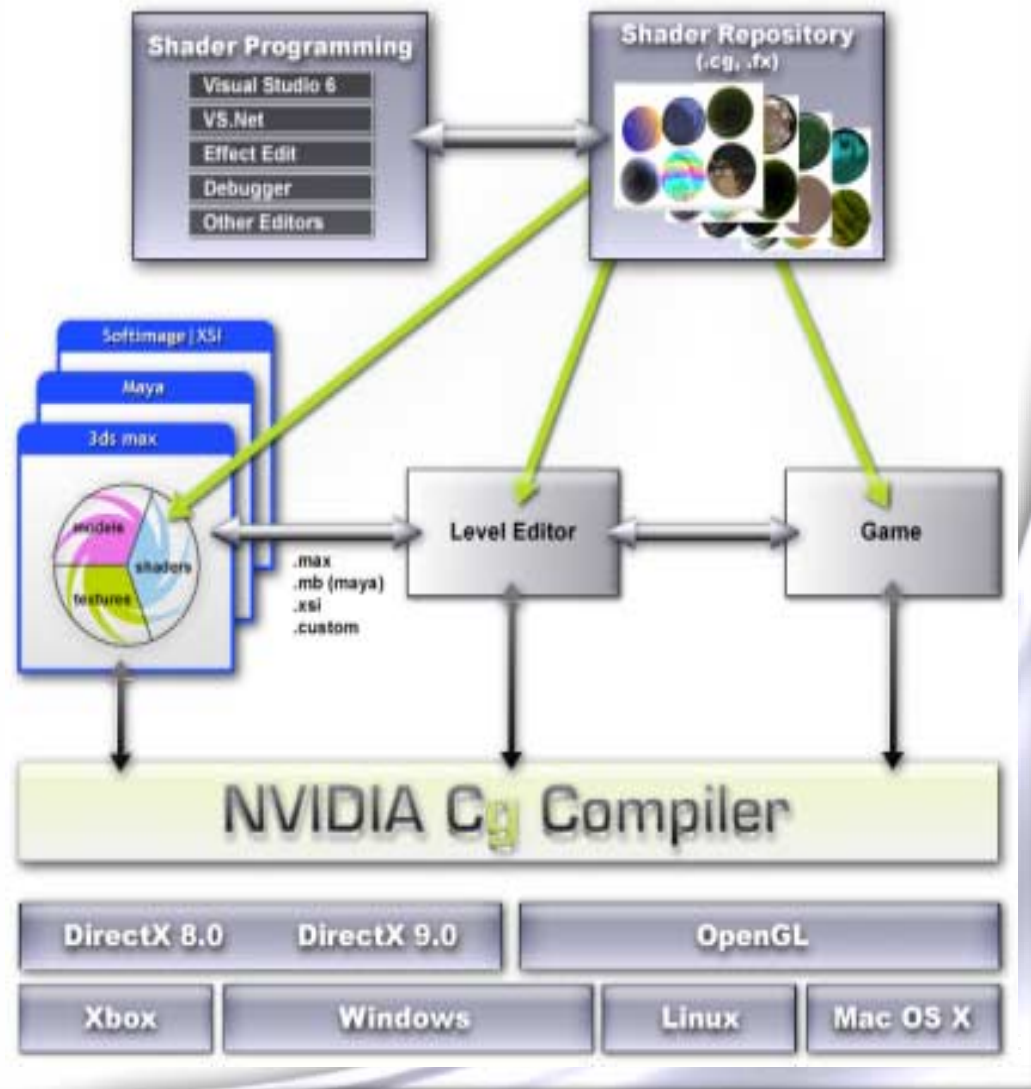 Shader Programming
Visual Studio 6
VS.Net
Effect Edit
Debugger
Other Editors
Shader Repository
(.cg, .fx)
Softimage|XSI
Maya
3ds max
models
shaders
textures
.max
.mb (maya)
.xsi
.custom
Level Editor
Game
NVIDIA Cg Compiler
DirectX 8.0 DirectX 9.0
OpenGL
Xbox
Windows
Linux
Mac OS X